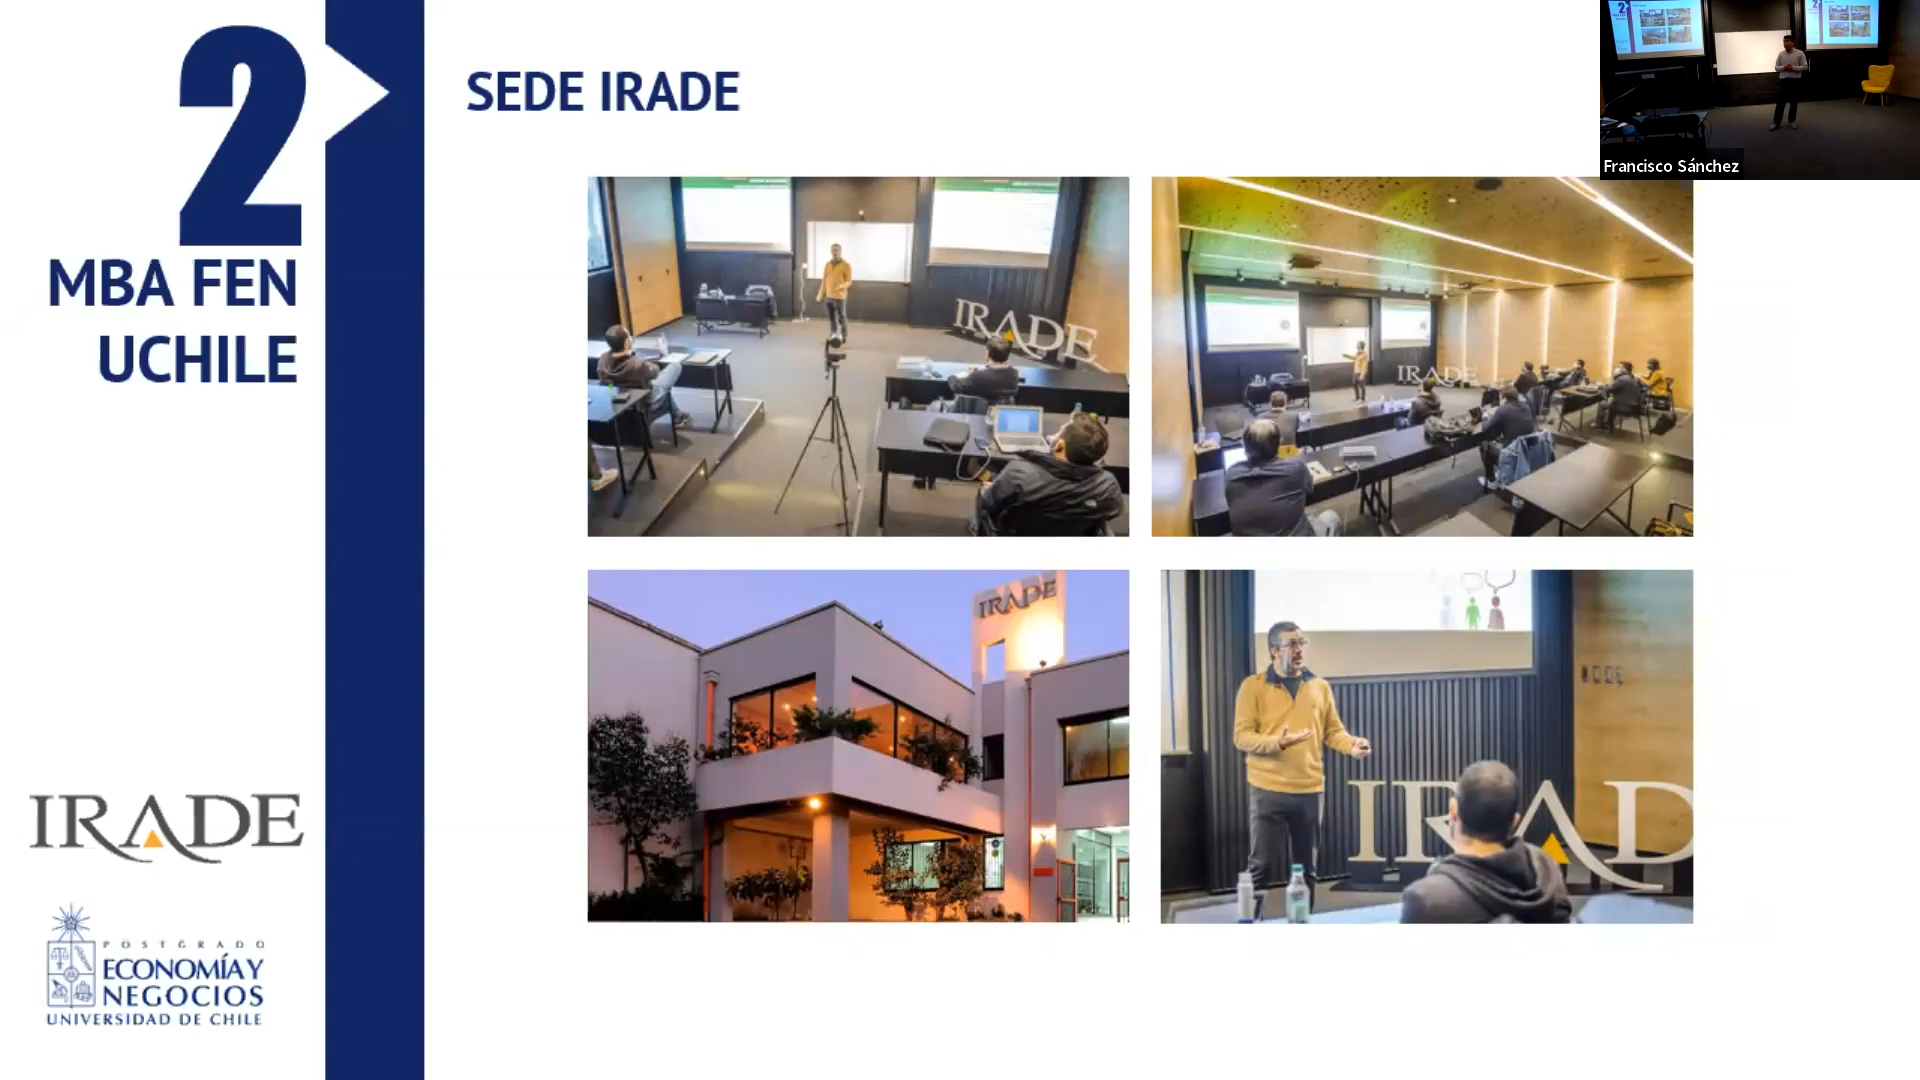 2
MBA FEN
UCHILE
SEDE IRADE
Francisco Sánchez
IRADE
IRADE
IRADE
IRAD
IRADE
POSTGRADO
ECONOMÍA Y
NEGOCIOS
UNIVERSIDAD DE CHILE